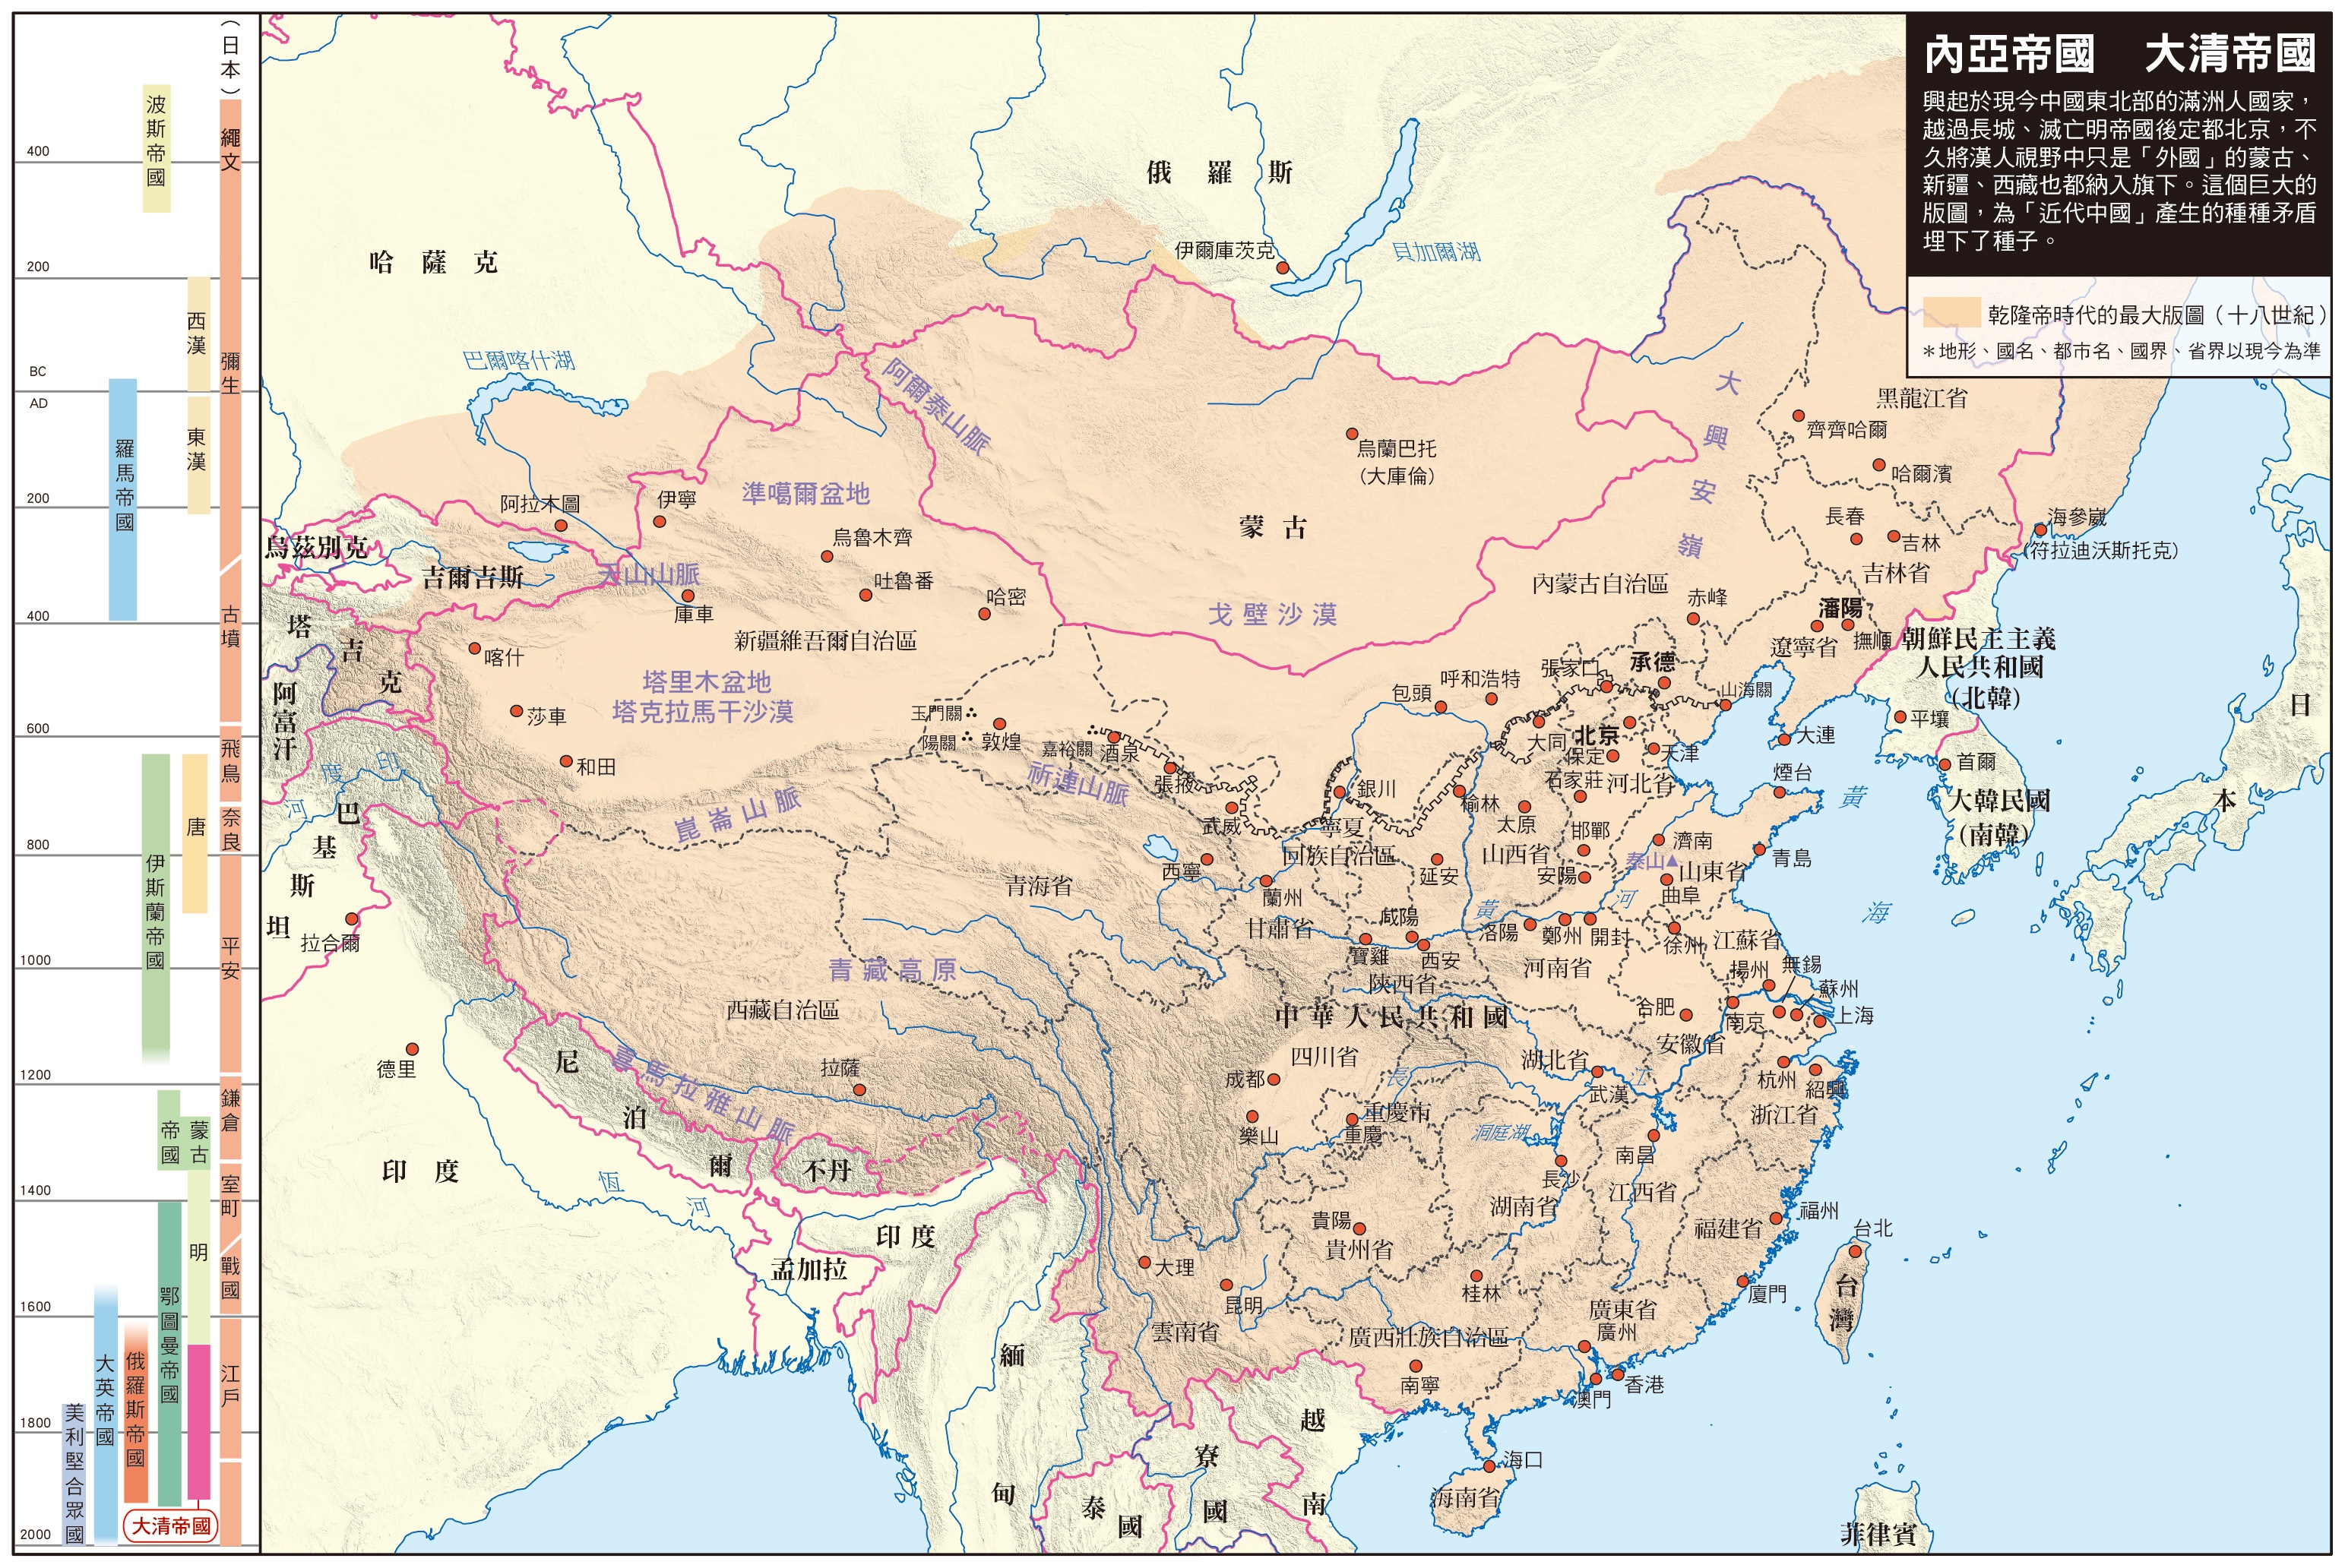 內亞帝國　大清帝國
興起於現今中國東北部的滿洲人國家，
越過長城、滅亡明帝國後定都北京，不
久將漢人視野中只是「外國」的蒙古、
新疆、西藏也都納入旗下。這個巨大的
版圖，為「近代中國」產生的種種矛盾
埋下了種子。
乾隆帝時代的最大版圖（十八世紀）
＊地形、國名、都市名、國界、省界以現今為準
（日本）
繩文
彌生
古墳
飛鳥
奈良
平安
鎌倉
室町
戰國
江戶
400
200
BC
AD
200
400
600
800
1000
1200
1400
1600
1800
2000
波斯帝國
西漢
東漢
羅馬帝國
伊斯蘭帝國
唐
蒙古
帝國
明
鄂圖曼帝國
俄羅斯帝國
大英帝國
美利堅合眾國
大清帝國
俄羅斯
哈薩克
伊爾庫茨克
貝加爾湖
巴爾喀什湖
阿爾泰山脈
大興安嶺
黑龍江省
齊齊哈爾
哈爾濱
烏蘭巴托
（大庫倫）
蒙古
準噶爾盆地
阿拉木圖
伊寧
烏魯木齊
吐魯番
哈密
烏茲別克
吉爾吉斯
天山山脈
庫車
新疆維吾爾自治區
戈壁沙漠
內蒙古自治區
長春
吉林
吉林省
海參崴
（符拉迪沃斯托克）
赤峰
瀋陽
撫順
遼寧省
朝鮮民主主義
人民共和國
（北韓）
平壤
首爾
大韓民國
（南韓）
日本
塔吉克
喀什
莎車
和田
塔里木盆地
塔克拉馬干沙漠
阿富汗
印度河
巴基斯坦
拉合爾
玉門關
陽關
敦煌
嘉裕關
酒泉
祈連山脈
張掖
武威
崑崙山脈
包頭
呼和浩特
張家口
承德
山海關
大同
北京
保定
天津
大連
石家莊
河北省
煙台
黃海
銀川
榆林
太原
寧夏
回族自治區
山西省
邯鄲
濟南
泰山
山東省
青島
西寧
青海省
蘭州
甘肅省
延安
安陽
曲阜
黃河
咸陽
寶雞
西安
洛陽
鄭州
開封
徐州
江蘇省
陝西省
河南省
揚州
無錫
蘇州
上海
南京
合肥
安徽省
青藏高原
西藏自治區
拉薩
喜馬拉雅山脈
中華人民共和國
四川省
成都
樂山
重慶市
重慶
湖北省
長江
武漢
杭州
紹興
浙江省
洞庭湖
長沙
南昌
湖南省
江西省
福建省
福州
台北
台灣
廈門
德里
印度
尼泊爾
不丹
恆河
印度
孟加拉
貴陽
貴州省
大理
昆明
雲南省
桂林
廣西壯族自治區
廣東省
廣州
南寧
澳門
香港
海口
海南省
緬甸
泰國
寮國
越南
菲律賓